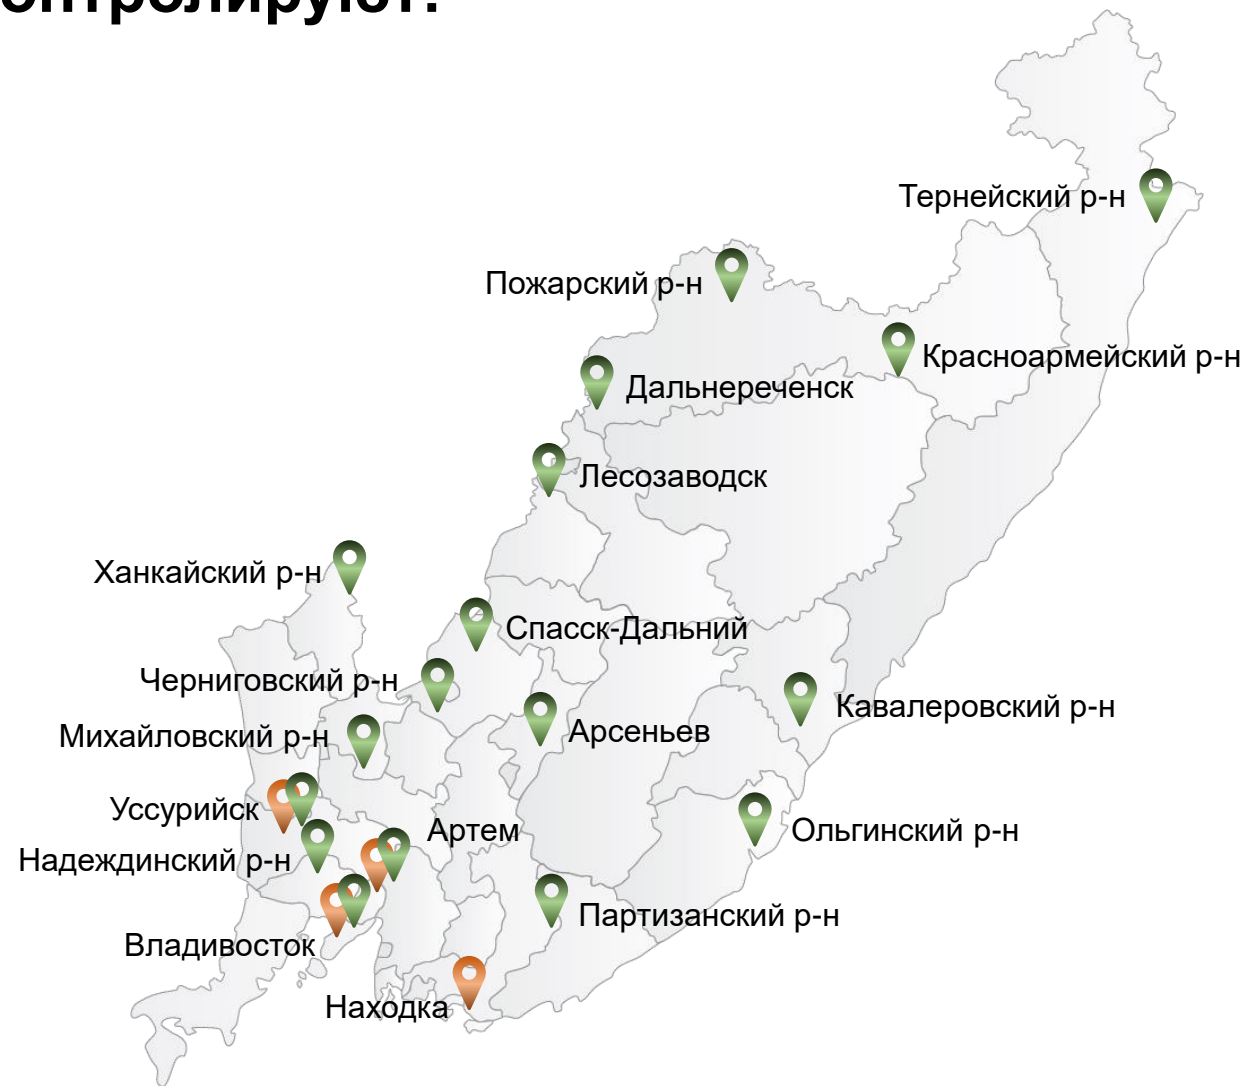 онтролируют:
Тернейский р-н
Пожарский р-н
Красноармейский р-н
Дальнереченск
Лесозаводск
Ханкайский р-н
Спасск-Дальний
Черниговский р-н
Кавалеровский р-н
Михайловский р-н
Арсеньев
Уссурийск
Артем
Ольгинский р-н
Надеждинский р-н
Партизанский р-н
Владивосток
Находка